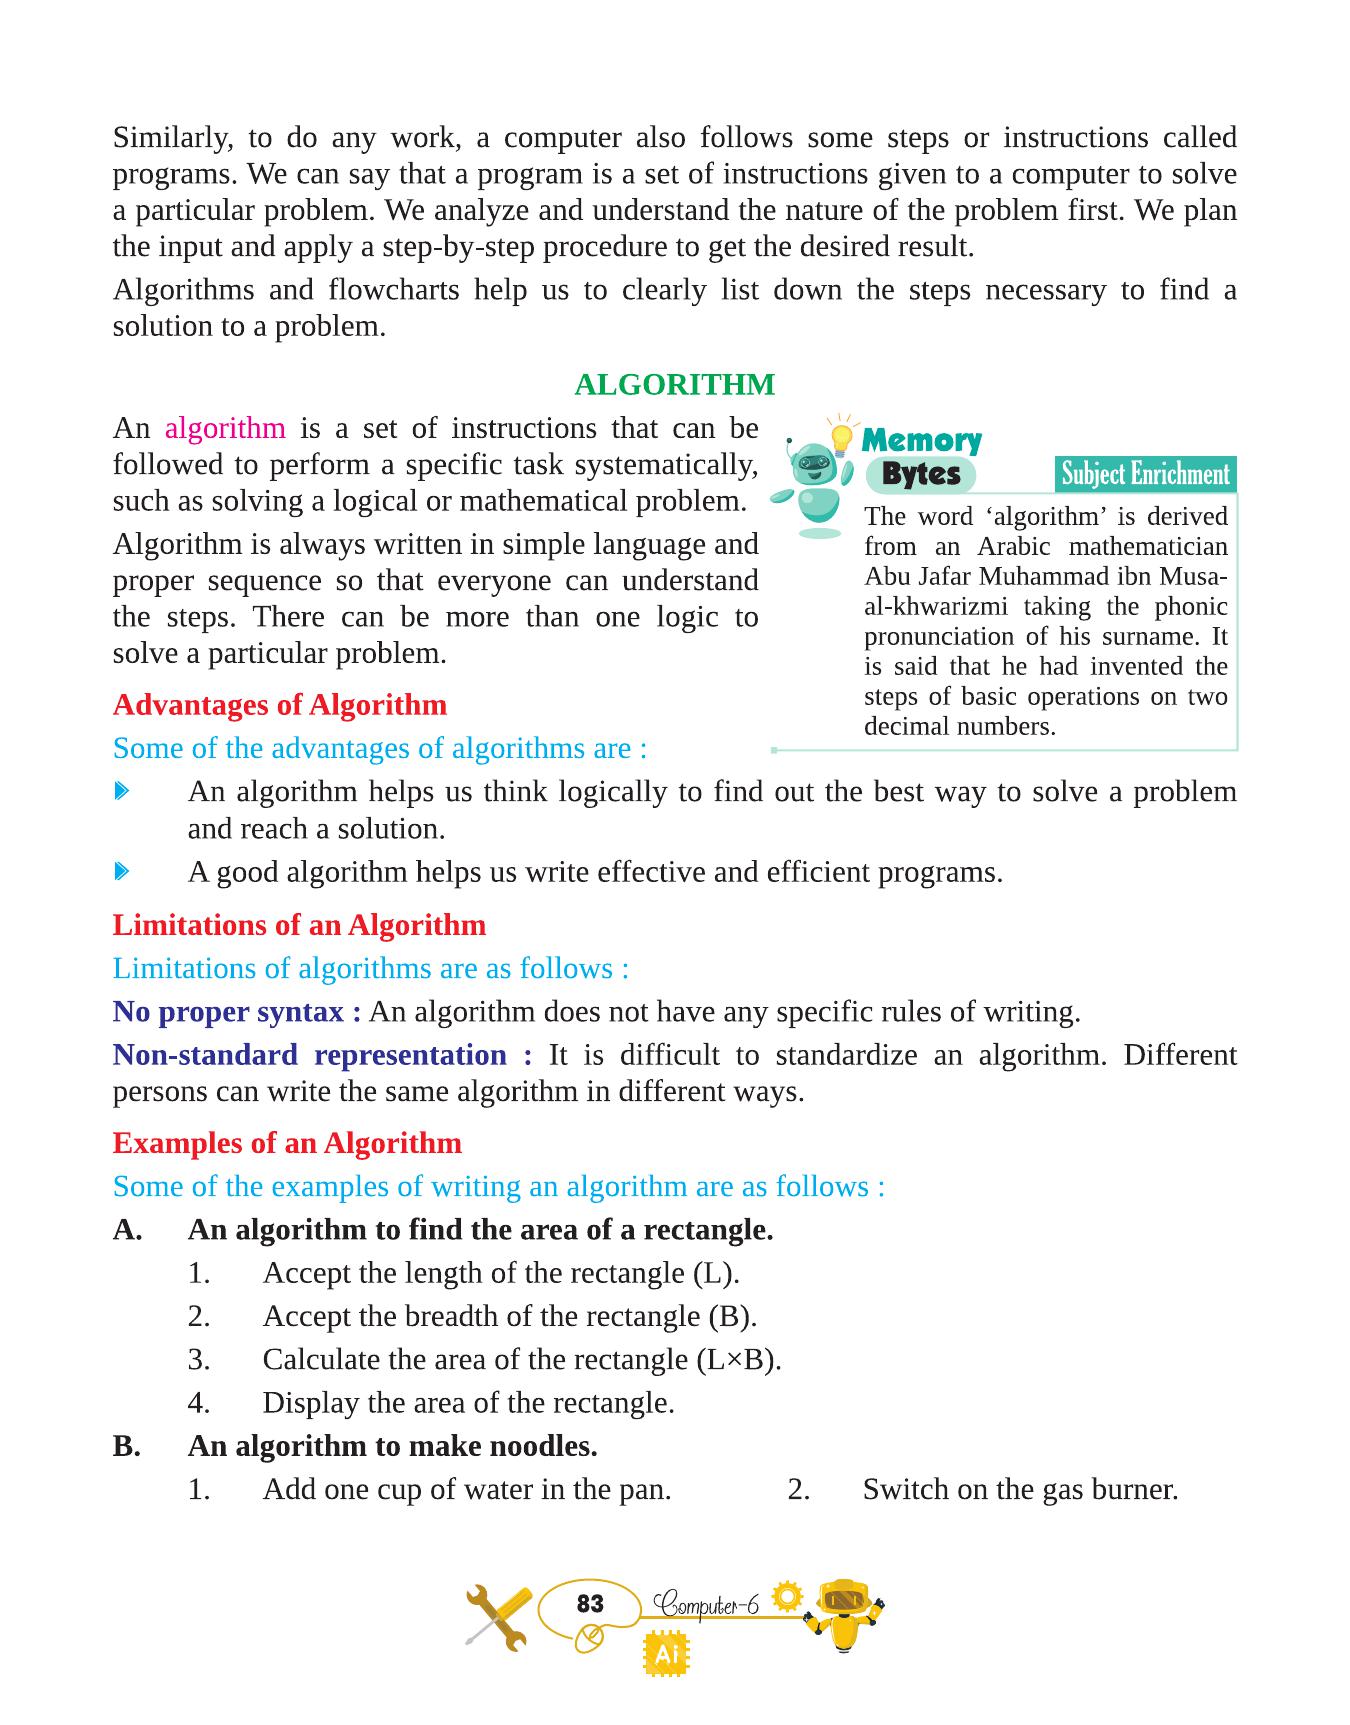 Similarly, to do any work, a computer also follows some steps or instructions called
programs. We can say that a program is a set of instructions given to a computer to solve
a particular problem. We analyze and understand the nature of the problem first. We plan
the input and apply a step-by-step procedure to get the desired result.
Algorithms and flowcharts help us to clearly list down the steps necessary to find a
solution to a problem.
ALGORITHM
An algorithm is a set of instructions that can be
followed to perform a specific task systematically,
such as solving a logical or mathematical problem.
Algorithm is always written in simple language and
proper sequence so that everyone can understand
the steps. There can be more than one logic to
solve a particular problem.
Memory
Bytes
Subject Enrichment
The word ‘algorithm’ is derived
from an Arabic mathematician
Abu Jafar Muhammad ibn Musa-
al-khwarizmi taking the phonic
pronunciation of his surname. It
is said that he had invented the
steps of basic operations on two
decimal numbers.
Advantages of Algorithm
Some of the advantages of algorithms are :
An algorithm helps us think logically to find out the best way to solve a problem
and reach a solution.
A good algorithm helps us write effective and efficient programs.
Limitations of an Algorithm
Limitations of algorithms are as follows :
No proper syntax : An algorithm does not have any specific rules of writing.
Non-standard representation : It is difficult to standardize an algorithm. Different
persons can write the same algorithm in different ways.
Examples of an Algorithm
Some of the examples of writing an algorithm are as follows :
A. An algorithm to find the area of a rectangle.
1. Accept the length of the rectangle (L).
2. Accept the breadth of the rectangle (B).
3. Calculate the area of the rectangle (L×B).
4. Display the area of the rectangle.
B. An algorithm to make noodles.
1. Add one cup of water in the pan. 2. Switch on the gas burner.
83 Computer-6
Ai